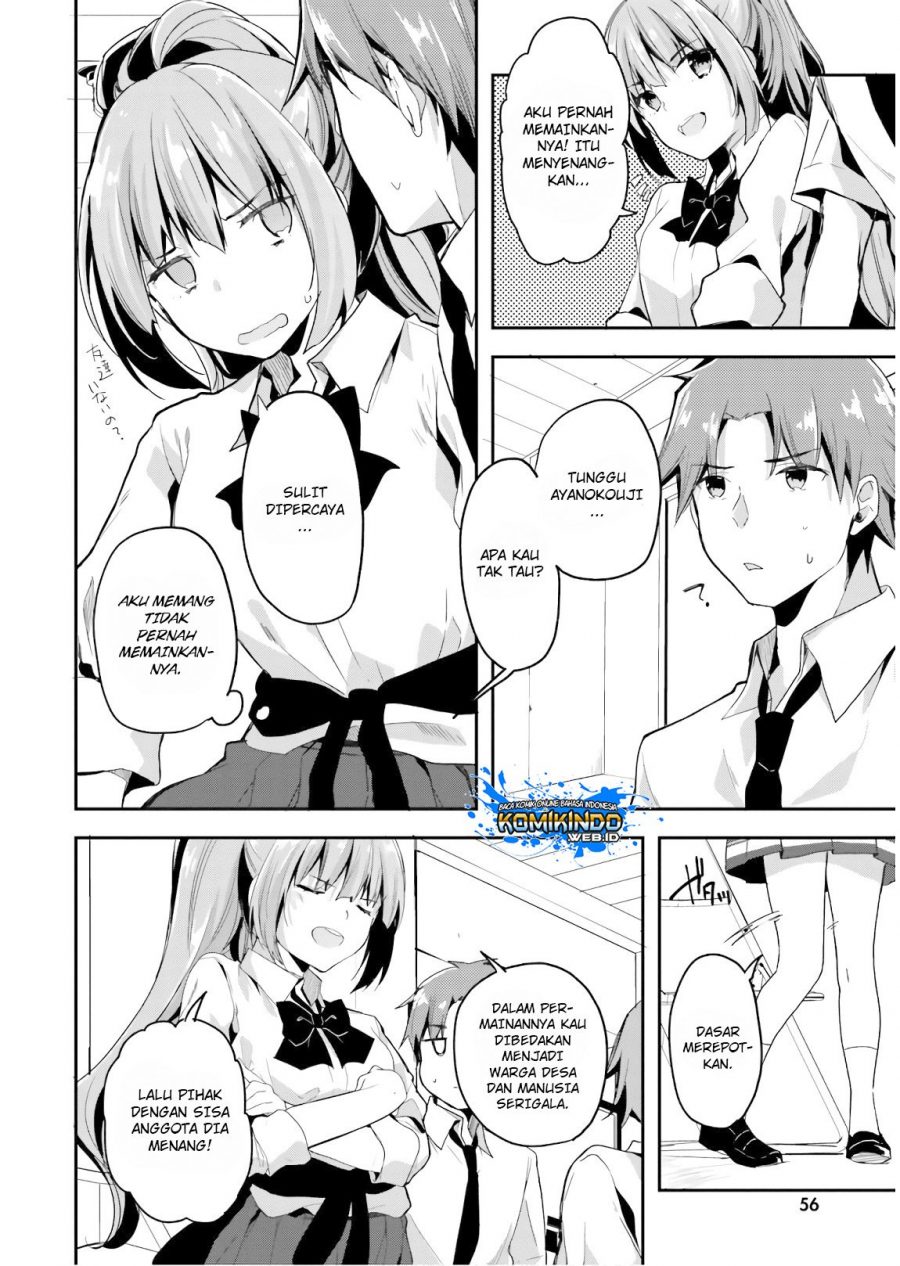 AKU PERNAH
MEMAINKAN-
NYA! ITU
MENYENANG-
KAN...
TUNGGU
AYANOKOUJI
...
APA KAU
TAK TAU?
?
SULIT
DIPERCAYA
...
友達いないの?
AKU MEMANG
TIDAK
PERNAH
MEMAINKAN-
NYA.
BACA KOMIK ONLINE BAHASA INDONESIA
KOMIKINDO
WEB.ID
ガタッ
DASAR
MEREPOT-
KAN.
DALAM PER-
MAINANNYA KAU
DIBEDAKAN
MENJADI
WARGA DESA
DAN MANUSIA
SERIGALA.
LALU PIHAK
DENGAN SISA
ANGGOTA DIA
MENANG!
56